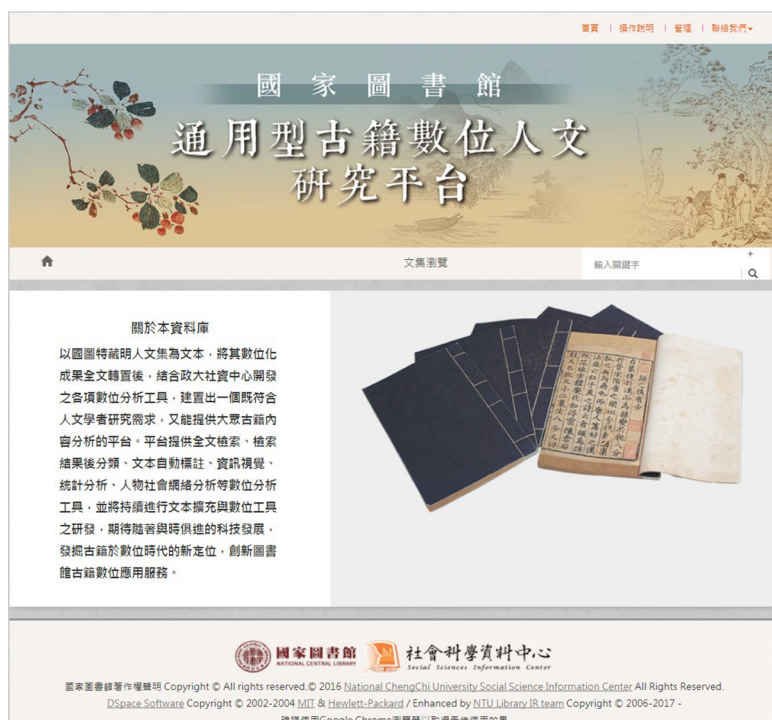 首頁 | 操作說明 | 管理 | 聯絡我們
國家圖書館
通用型古籍數位人文
研究平台
文集瀏覽
輸入關鍵字
關於本資料庫
以國圖特藏明人文集為文本，將其數位化
成果全文轉置後，結合政大社資中心開發
之各項數位分析工具，建置出一個既符合
人文學者研究需求，又能提供大眾古籍內
容分析的平台。平台提供全文檢索、檢索
結果後分類、文本自動標註、資訊視覺、
統計分析、人物社會網絡分析等數位分析
工具，並將持續進行文本擴充與數位工具
之研發，期待隨著與時俱進的科技發展，
發掘古籍於數位時代的新定位，創新圖書
館古籍數位應用服務。
國家圖書館
NATIONAL CENTRAL LIBRARY
社會科學資料中心
Social Sciences Information Center
國家圖書館著作權聲明 Copyright © All rights reserved.© 2016 National ChengChi University Social Science Information Center All Rights Reserved.
DSpace Software Copyright © 2002-2004 MIT & Hewlett-Packard / Enhanced by NTU Library IR team Copyright © 2006-2017 -